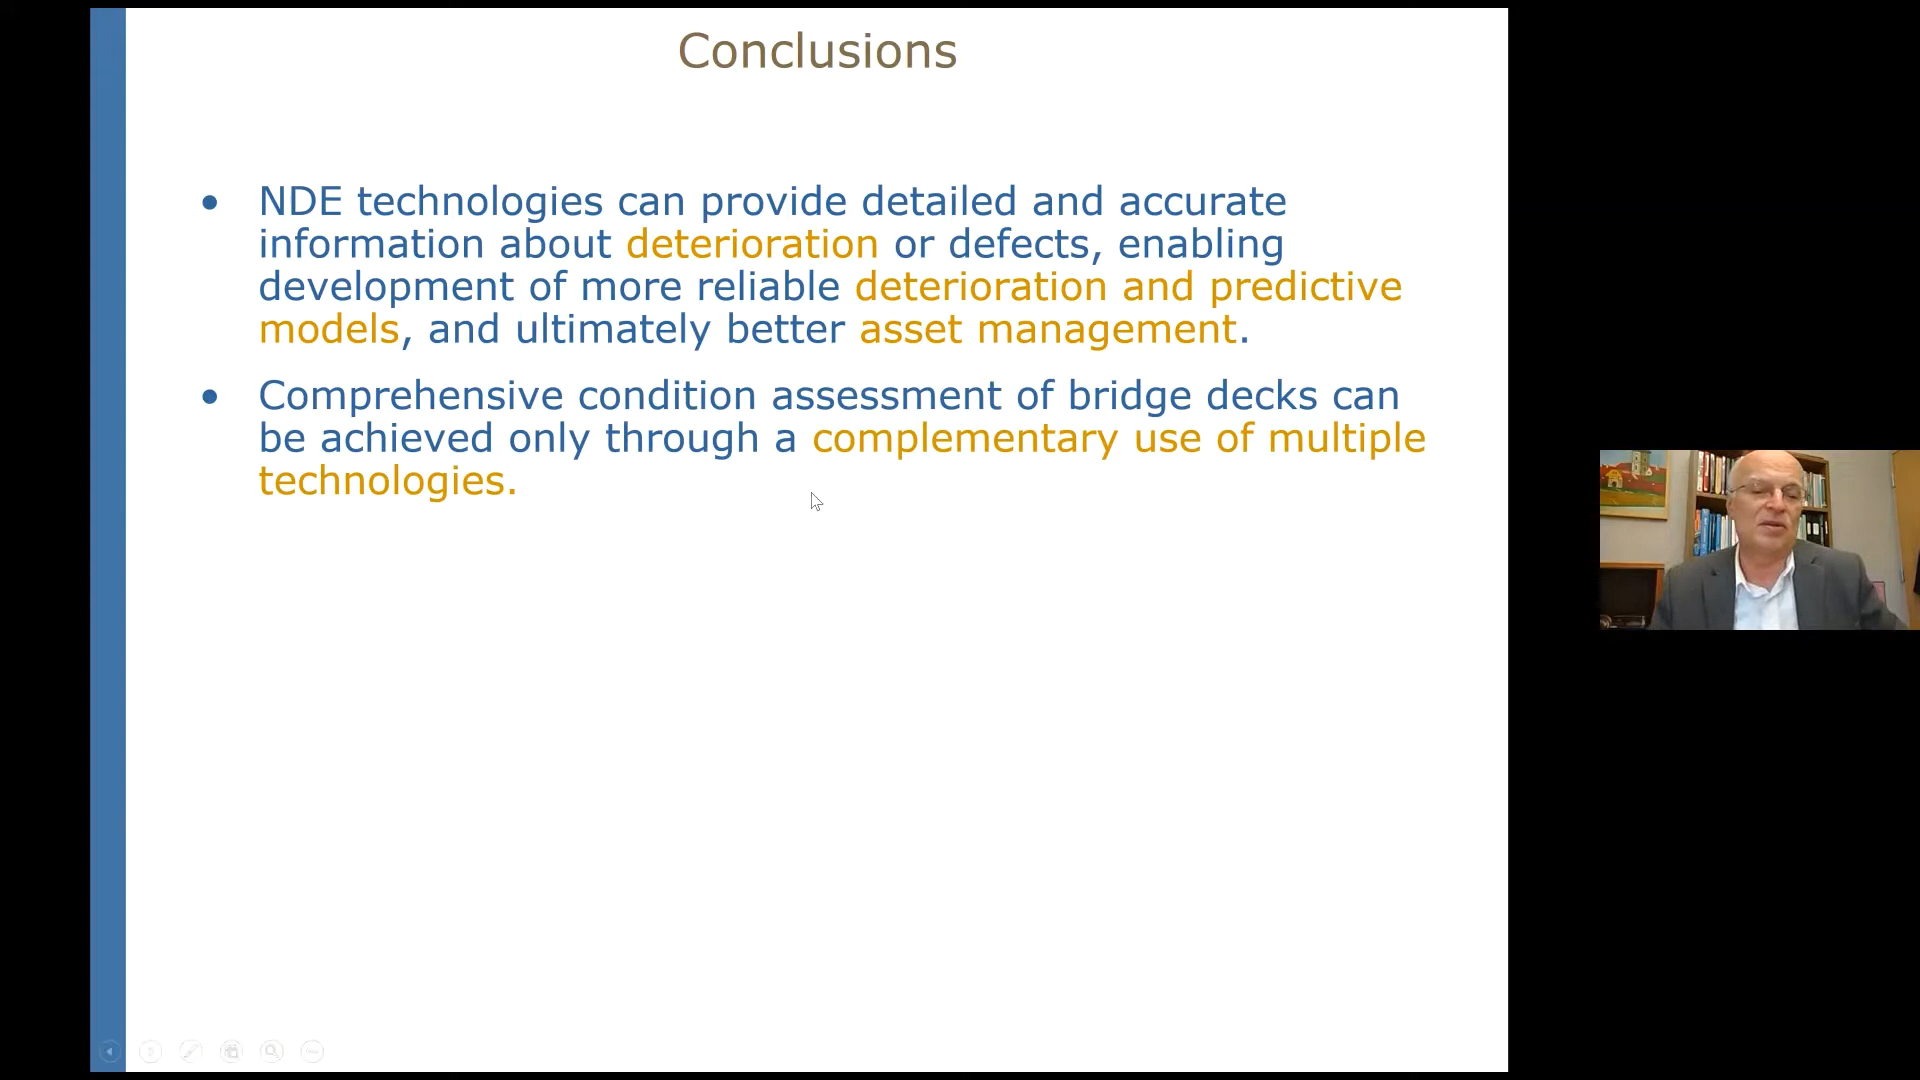 Conclusions
• NDE technologies can provide detailed and accurate
information about deterioration or defects, enabling
development of more reliable deterioration and predictive
models, and ultimately better asset management.
• Comprehensive condition assessment of bridge decks can
be achieved only through a complementary use of multiple
technologies.